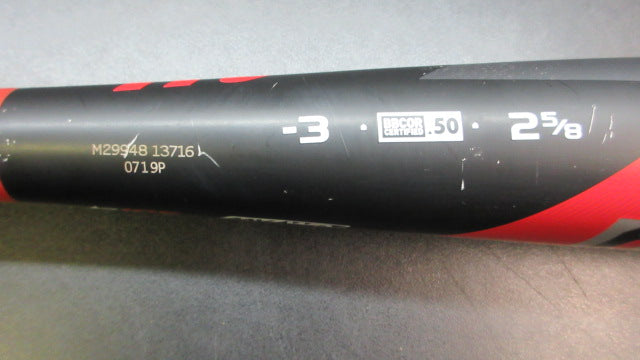 -3 · BBCOR CERTIFIED .50 · 2 5/8
M29948 13716
0719P